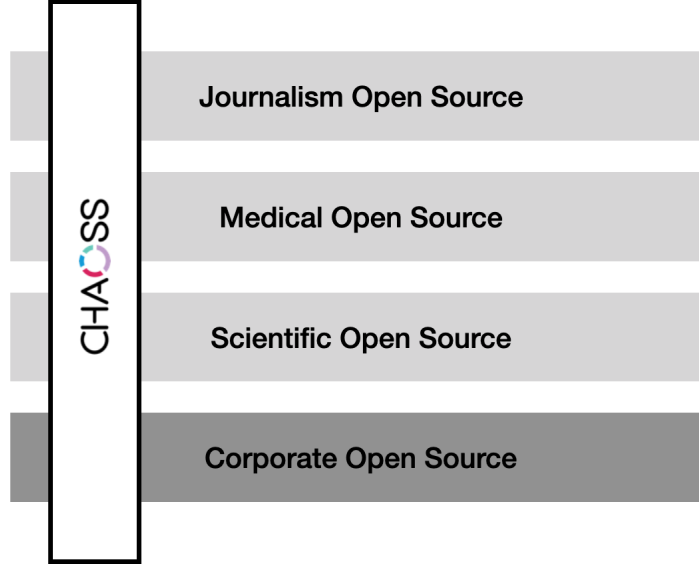 CHAOSS
Journalism Open Source
Medical Open Source
Scientific Open Source
Corporate Open Source